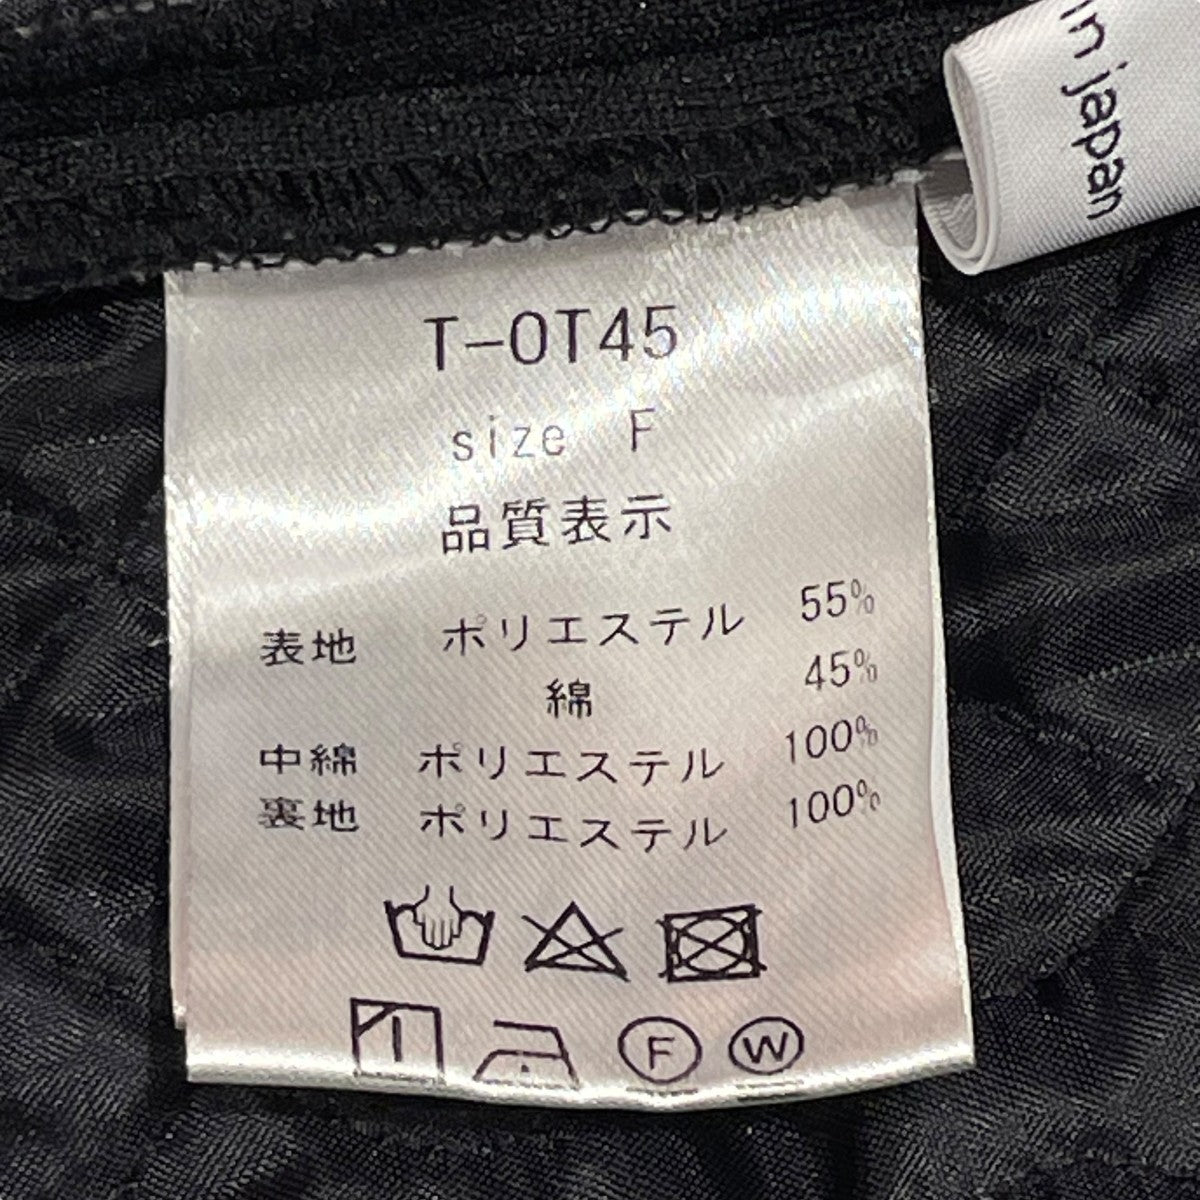 in japan
T-OT45
size F
品質表示
表地 ポリエステル 55%
綿 45%
中綿 ポリエステル 100%
裏地 ポリエステル 100%
F W